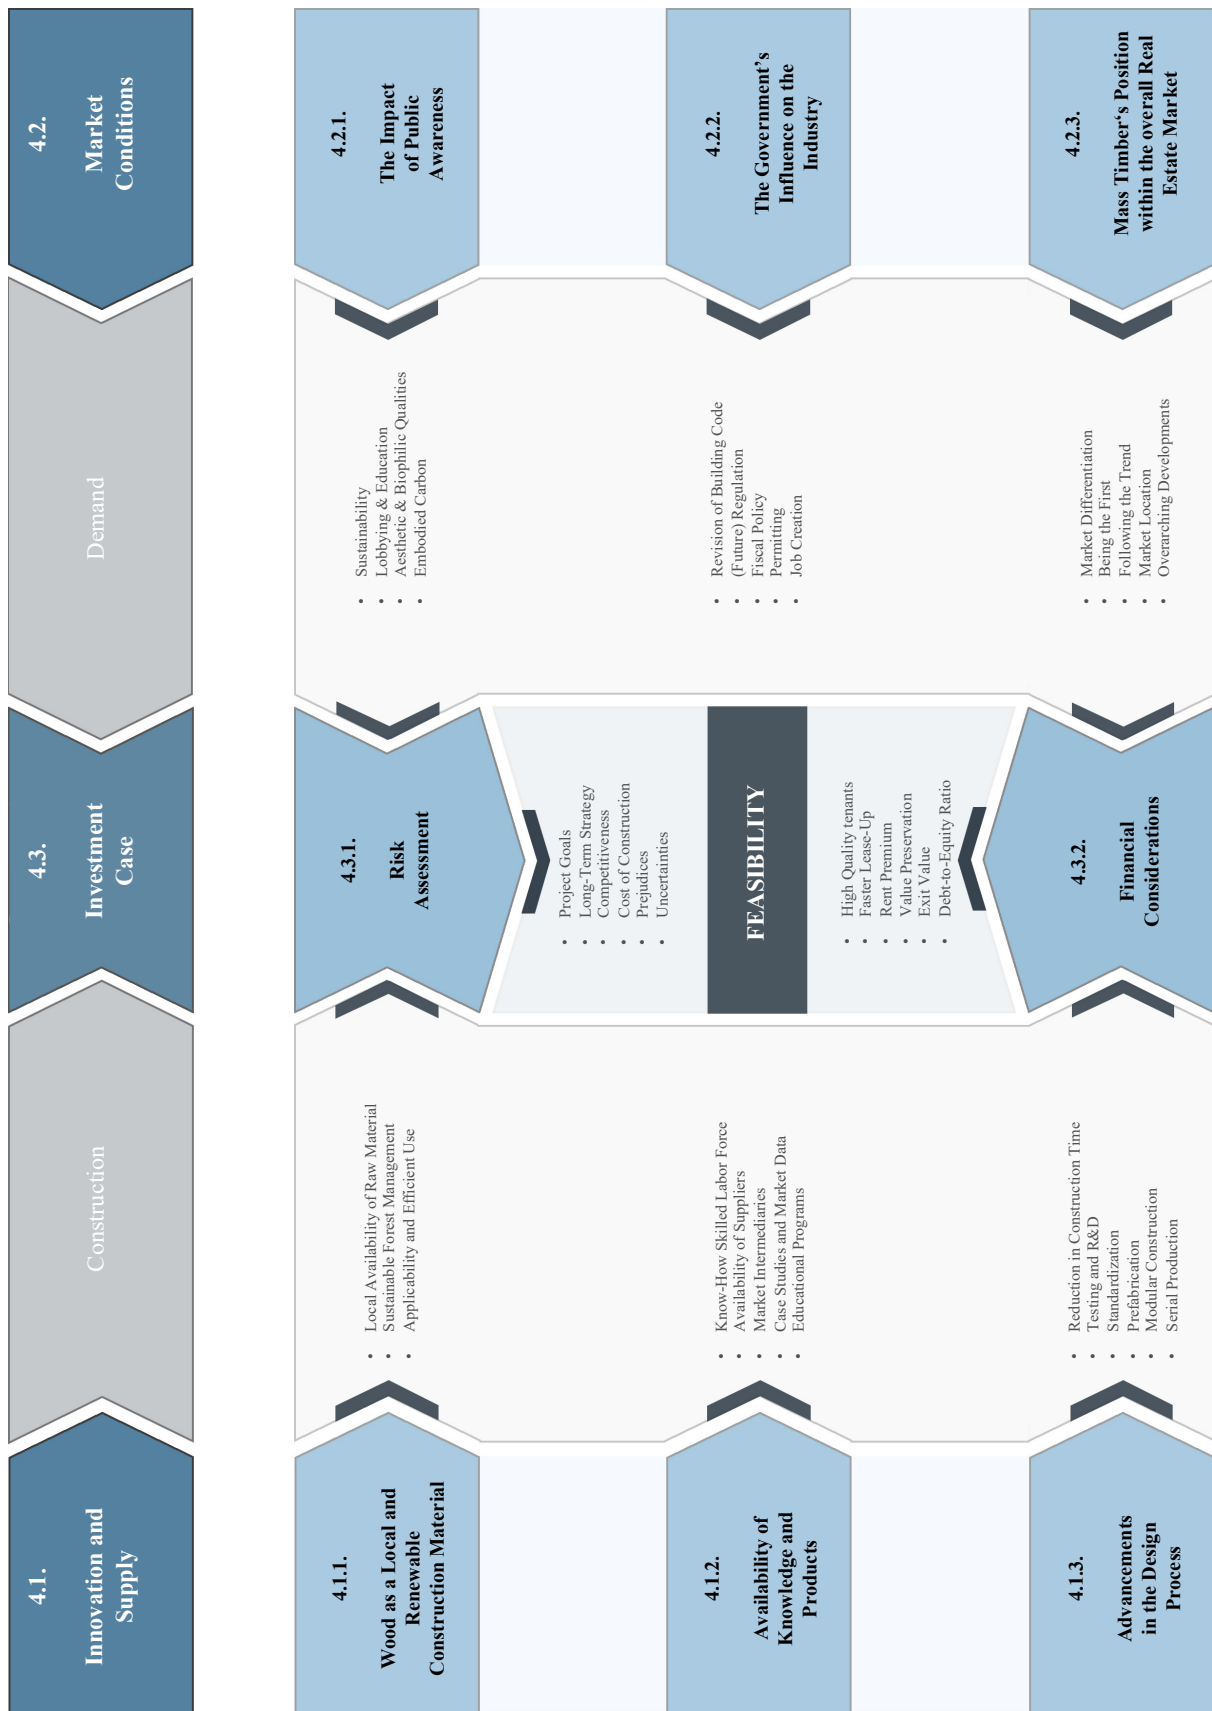 4.1.
Innovation and
Supply
Construction
4.3.
Investment
Case
Demand
4.2.
Market
Conditions
4.1.1.
Wood as a Local and
Renewable
Construction Material
• Local Availability of Raw Material
• Sustainable Forest Management
• Applicability and Efficient Use
4.3.1.
Risk
Assessment
• Sustainability
• Lobbying & Education
• Aesthetic & Biophilic Qualities
• Embodied Carbon
4.2.1.
The Impact
of Public
Awareness
• Project Goals
• Long-Term Strategy
• Competitiveness
• Cost of Construction
• Prejudices
• Uncertainties
4.1.2.
Availability of
Knowledge and
Products
• Know-How Skilled Labor Force
• Availability of Suppliers
• Market Intermediaries
• Case Studies and Market Data
• Educational Programs
FEASIBILITY
• Revision of Building Code
• (Future) Regulation
• Fiscal Policy
• Permitting
• Job Creation
4.2.2.
The Government’s
Influence on the
Industry
• High Quality tenants
• Faster Lease-Up
• Rent Premium
• Value Preservation
• Exit Value
• Debt-to-Equity Ratio
4.1.3.
Advancements
in the Design
Process
• Reduction in Construction Time
• Testing and R&D
• Standardization
• Prefabrication
• Modular Construction
• Serial Production
4.3.2.
Financial
Considerations
• Market Differentiation
• Being the First
• Following the Trend
• Market Location
• Overarching Developments
4.2.3.
Mass Timber‘s Position
within the overall Real
Estate Market